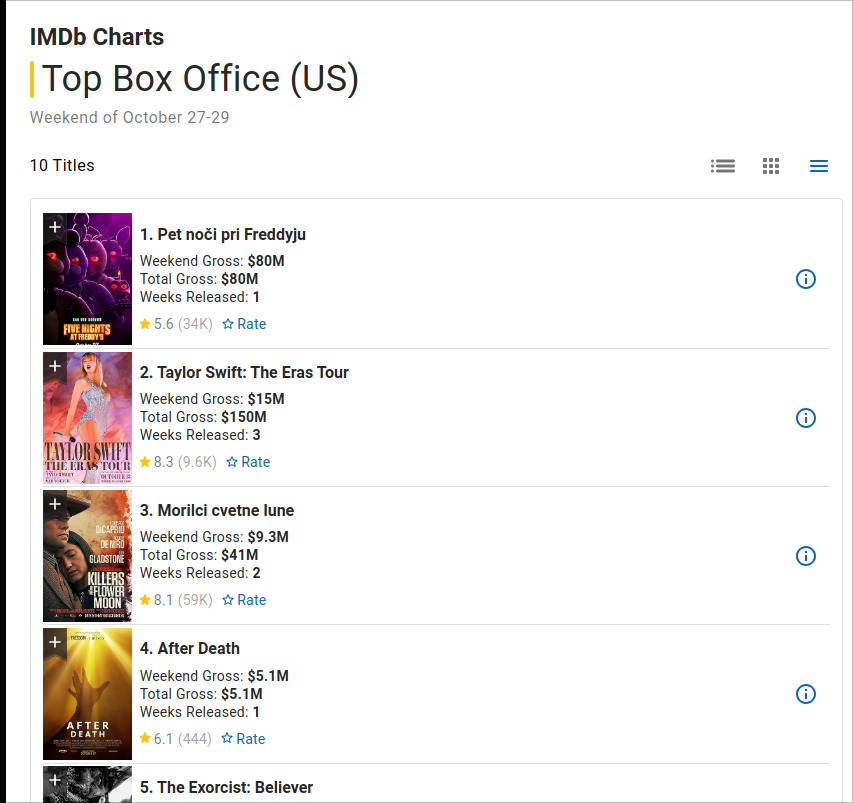 IMDb Charts
Top Box Office (US)
Weekend of October 27-29
10 Titles
1. Pet noči pri Freddyju
Weekend Gross: $80M
Total Gross: $80M
Weeks Released: 1
5.6 (34K) Rate
FIVE NIGHTS
AT FREDDY'S
2. Taylor Swift: The Eras Tour
Weekend Gross: $15M
Total Gross: $150M
Weeks Released: 3
8.3 (9.6K) Rate
TAYLOR SWIFT
THE ERAS TOUR
3. Morilci cvetne lune
Weekend Gross: $9.3M
Total Gross: $41M
Weeks Released: 2
8.1 (59K) Rate
DICAPRIO
DE NIRO
GLADSTONE
KILLERS
OF THE FLOWER
MOON
4. After Death
Weekend Gross: $5.1M
Total Gross: $5.1M
Weeks Released: 1
6.1 (444) Rate
AFTER
DEATH
5. The Exorcist: Believer